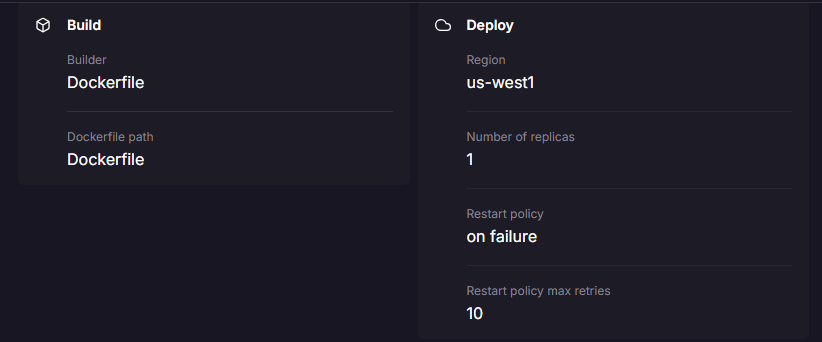 Build
Builder
Dockerfile
Dockerfile path
Dockerfile
Deploy
Region
us-west1
Number of replicas
1
Restart policy
on failure
Restart policy max retries
10